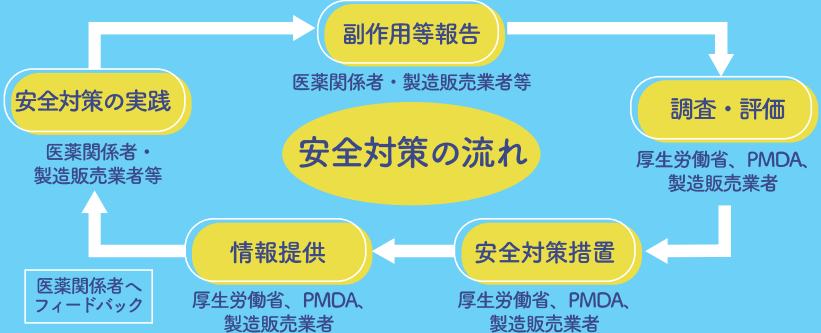 副作用等報告
医薬関係者・製造販売業者等
調査・評価
厚生労働省、PMDA、
製造販売業者
安全対策措置
厚生労働省、PMDA、
製造販売業者
情報提供
厚生労働省、PMDA、
製造販売業者
医薬関係者へ
フィードバック
安全対策の実践
医薬関係者・
製造販売業者等
安全対策の流れ